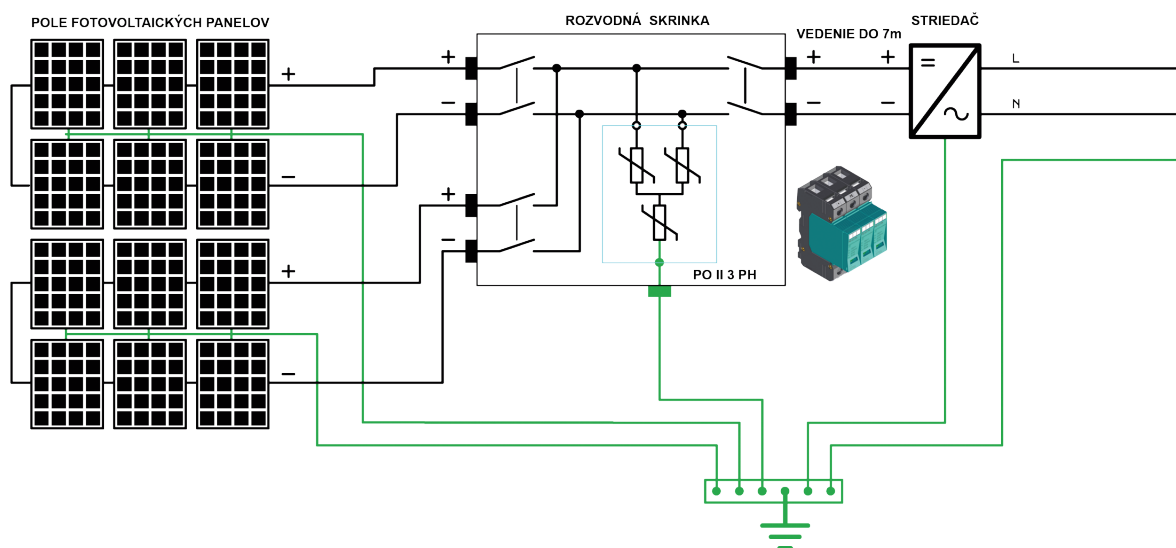 POLE FOTOVOLTAICKÝCH PANELOV
ROZVODNÁ SKRINKA
VEDENIE DO 7m
STRIEDAČ
+
−
+
−
+
−
+
−
+
−
+
−
+
−
+
−
=
L
N
PO II 3 PH